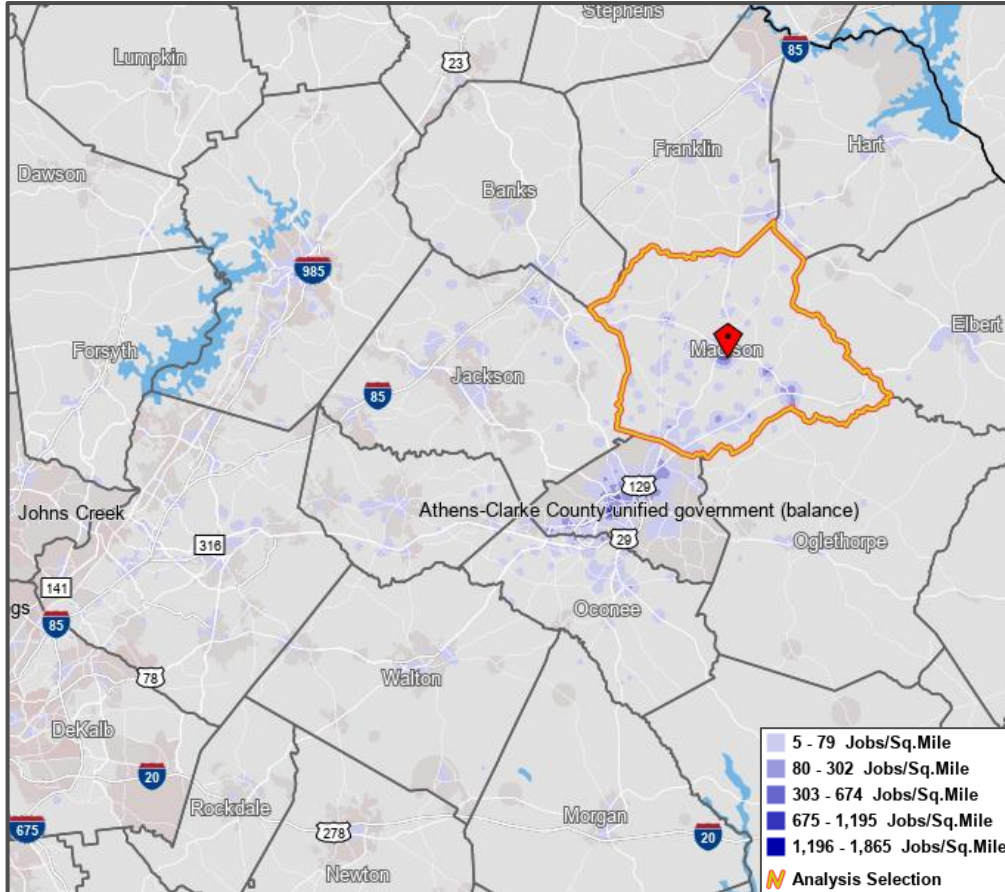 Stephens
Lumpkin
23
85
Franklin
Hart
Dawson
Banks
985
Elbert
Forsyth
Madison
Jackson
85
129
Johns Creek
Athens-Clarke County unified government (balance)
316
29
Oglethorpe
141
gs
Oconee
85
78
Walton
DeKalb
20
Rockdale
Morgan
675
278
20
Newton
5 - 79 Jobs/Sq.Mile
80 - 302 Jobs/Sq.Mile
303 - 674 Jobs/Sq.Mile
675 - 1,195 Jobs/Sq.Mile
1,196 - 1,865 Jobs/Sq.Mile
Analysis Selection